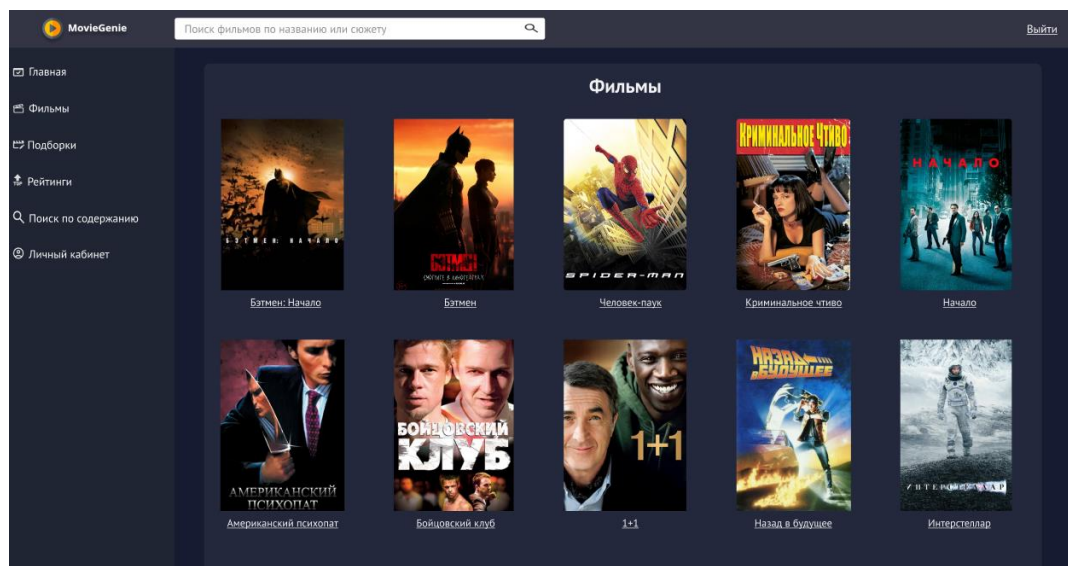 MovieGenie
Поиск фильмов по названию или сюжету
Выйти
Главная
Фильмы
Подборки
Рейтинги
Поиск по содержанию
Личный кабинет
Фильмы
БЭТМЕН: НАЧАЛО
БЭТМЕН
SPIDER-MAN
КРИМИНАЛЬНОЕ ЧТИВО
НАЧАЛО
Бэтмен: Начало
Бэтмен
Человек-паук
Криминальное чтиво
Начало
АМЕРИКАНСКИЙ
ПСИХОПАТ
БОЙЦОВСКИЙ
КЛУБ
1+1
НАЗАД
в БУДУЩЕЕ
ИНТЕРСТЕЛЛАР
Американский психопат
Бойцовский клуб
1+1
Назад в будущее
Интерстеллар